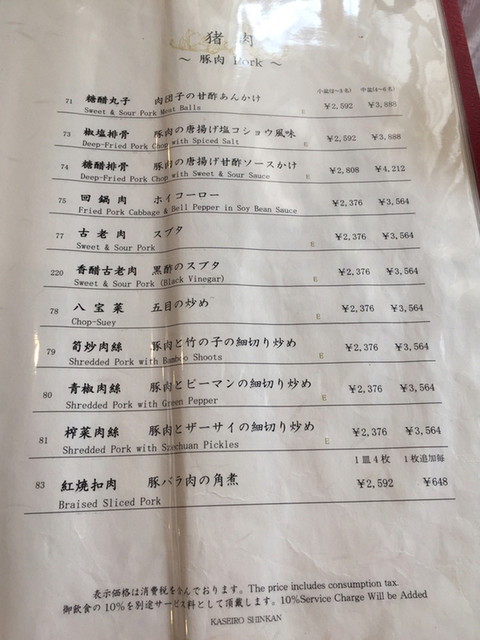 猪肉
～ 豚肉 Pork ～
小盆(2～3名) 中盆(4～6名)
71 糖醋丸子 肉団子の甘酢あんかけ ￥2,592 ￥3,888
Sweet & Sour Pork Meat Balls
73 椒塩排骨 豚肉の唐揚げ塩コショウ風味 ￥2,592 ￥3,888
Deep-Fried Pork Chop with Spiced Salt
74 糖醋排骨 豚肉の唐揚げ甘酢ソースかけ ￥2,808 ￥4,212
Deep-Fried Pork Chop with Sweet & Sour Sauce
75 回鍋肉 ホイコーロー E ￥2,376 ￥3,564
Fried Pork Cabbage & Bell Pepper in Soy Bean Sauce
77 古老肉 スブタ E ￥2,376 ￥3,564
Sweet & Sour Pork
220 香醋古老肉 黒酢のスブタ E ￥2,376 ￥3,564
Sweet & Sour Pork (Black Vinegar)
78 八宝菜 五目の炒め E ￥2,376 ￥3,564
Chop-Suey
79 筍炒肉絲 豚肉と竹の子の細切り炒め E ￥2,376 ￥3,564
Shredded Pork with Bamboo Shoots
80 青椒肉絲 豚肉とピーマンの細切り炒め E ￥2,376 ￥3,564
Shredded Pork with Green Pepper
81 榨菜肉絲 豚肉とザーサイの細切り炒め E ￥2,376 ￥3,564
Shredded Pork with Szechuan Pickles
1皿4枚 1枚追加毎
83 紅焼扣肉 豚バラ肉の角煮 ￥2,592 ￥648
Braised Sliced Pork
表示価格は消費税を含んでおります。The price includes consumption tax.
御飲食の10%を別途サービス料として頂戴します。10%Service Charge Will be Added
KASEIRO SHINKAN